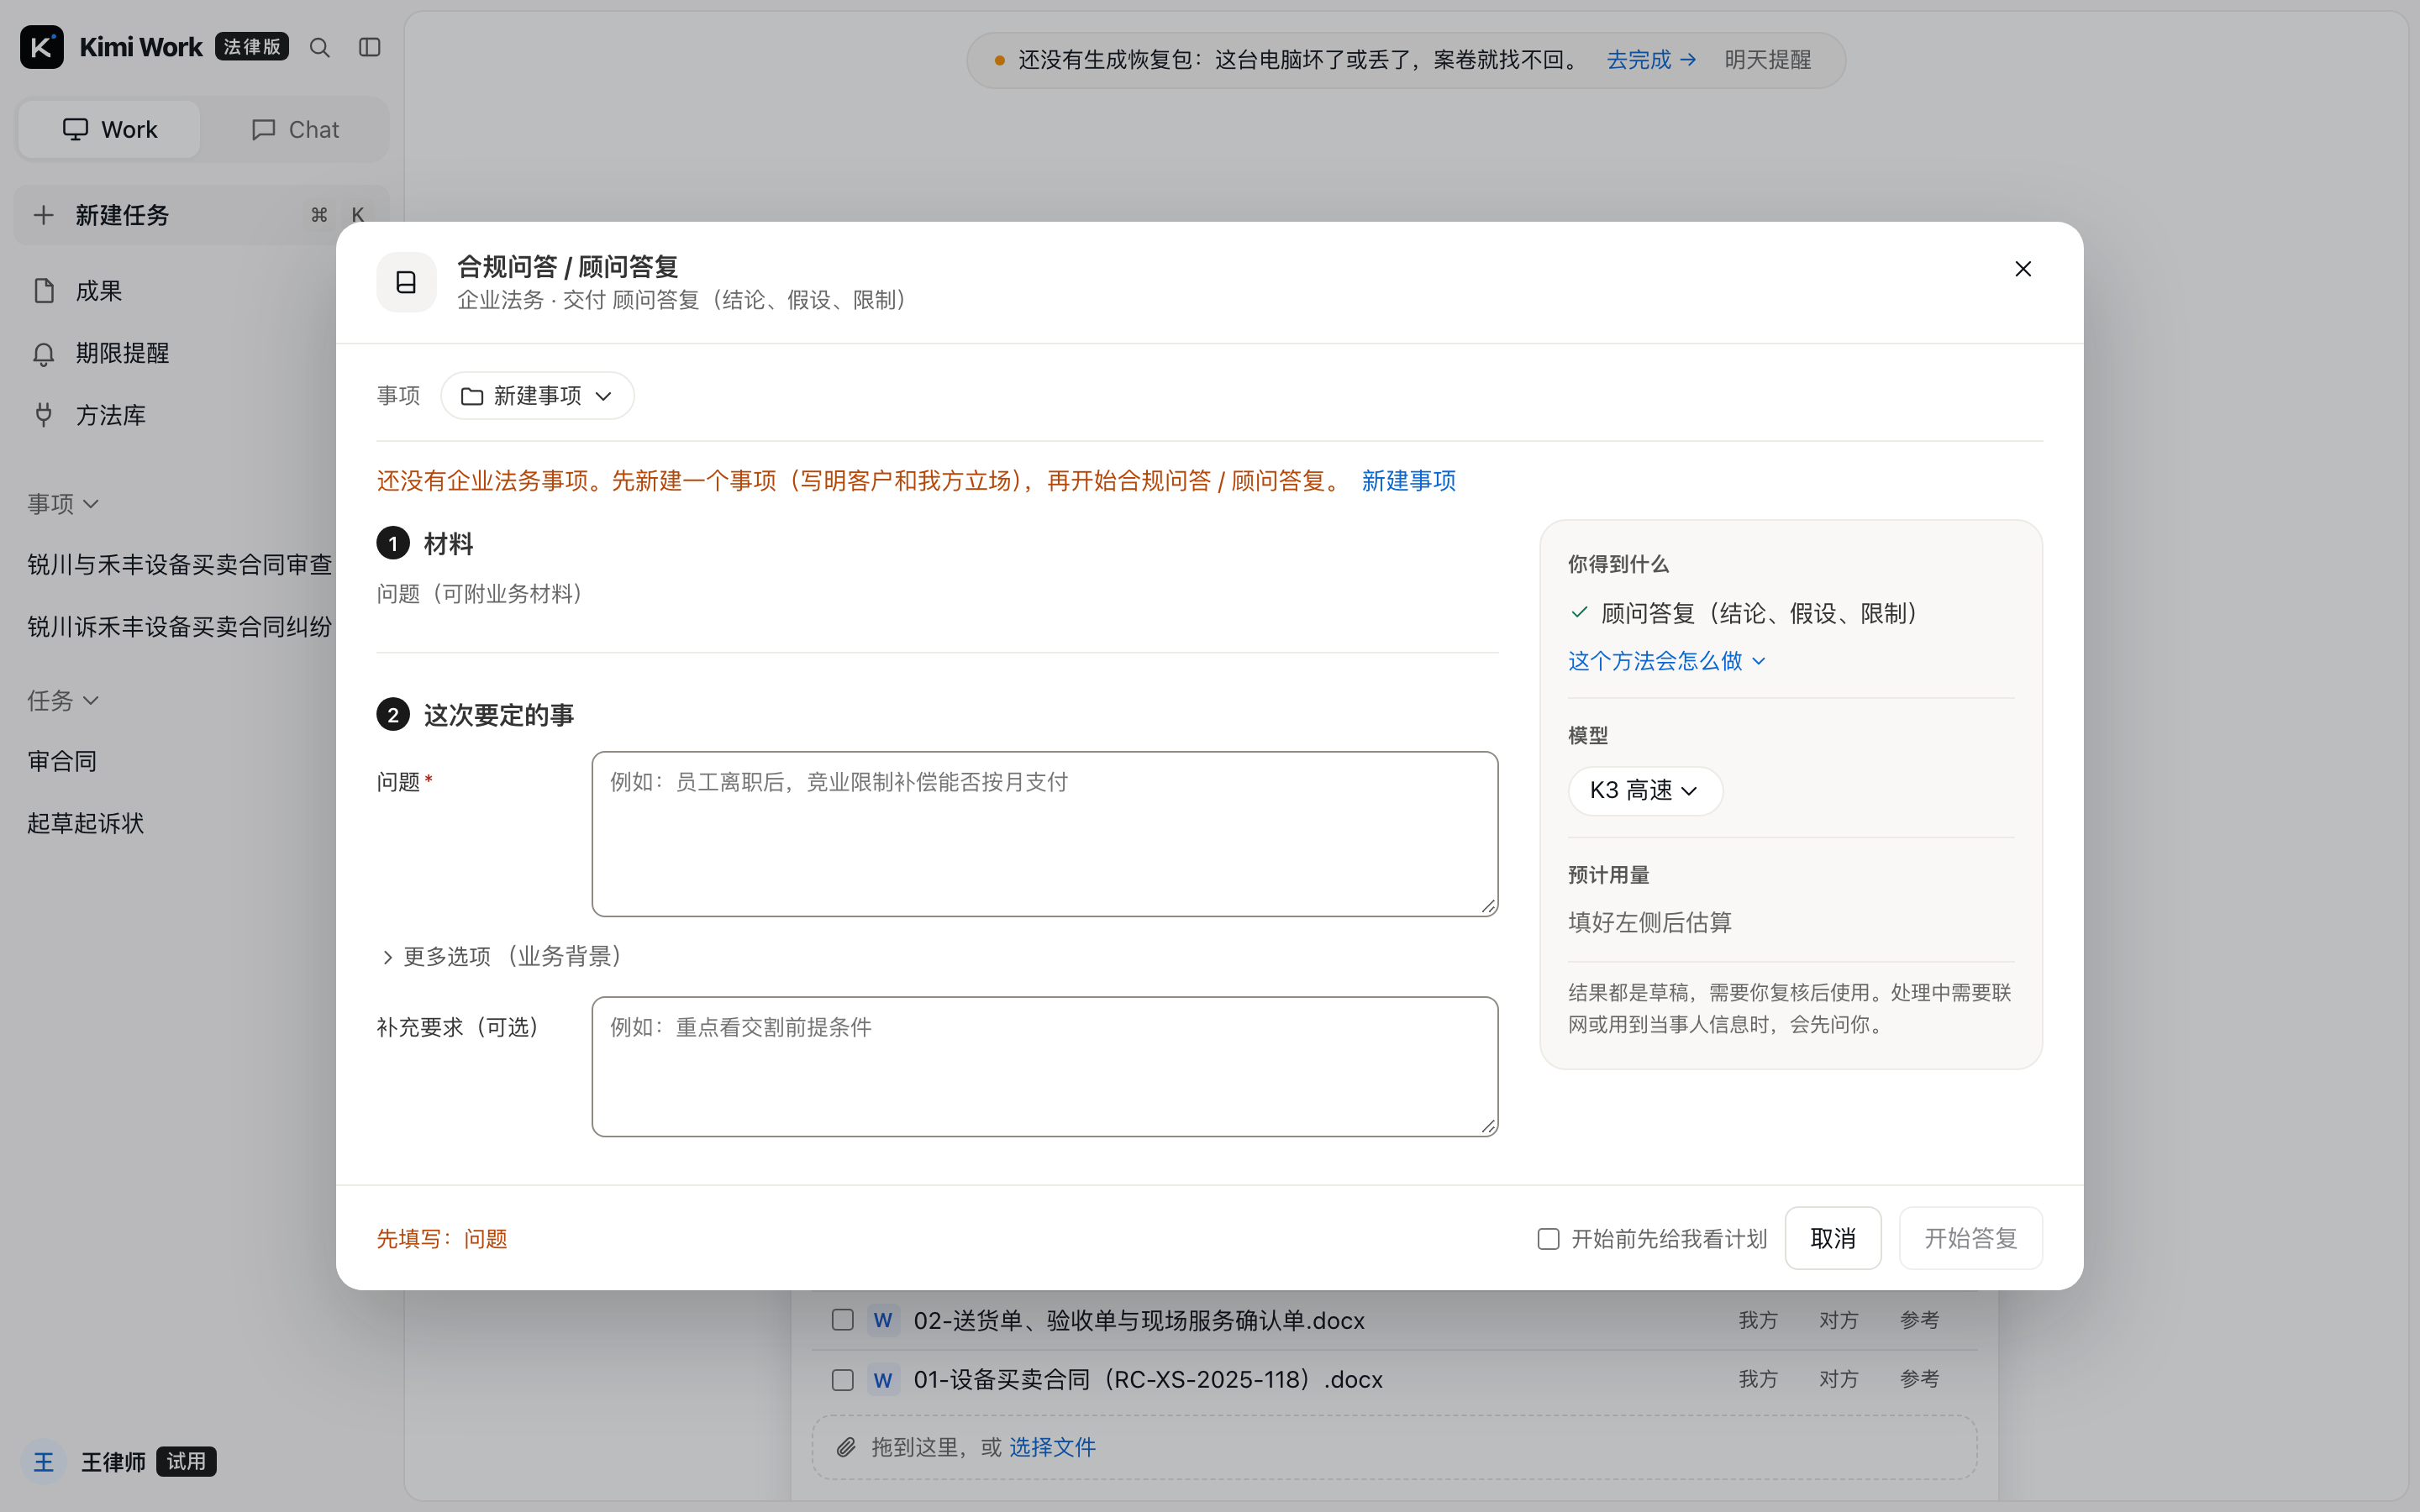 Kimi Work 法律版
Work
Chat
新建任务 ⌘ K
成果
期限提醒
方法库
事项
锐川与禾丰设备买卖合同审查
锐川诉禾丰设备买卖合同纠纷
任务
审合同
起草起诉状
王 王律师 试用
还没有生成恢复包：这台电脑坏了或丢了，案卷就找不回。 去完成 → 明天提醒
合规问答 / 顾问答复
企业法务 · 交付 顾问答复（结论、假设、限制）
事项 新建事项
还没有企业法务事项。先新建一个事项（写明客户和我方立场），再开始合规问答 / 顾问答复。 新建事项
1 材料
问题（可附业务材料）
2 这次要定的事
问题 *
例如：员工离职后，竞业限制补偿能否按月支付
更多选项 （业务背景）
补充要求（可选）
例如：重点看交割前提条件
你得到什么
顾问答复（结论、假设、限制）
这个方法会怎么做
模型
K3 高速
预计用量
填好左侧后估算
结果都是草稿，需要你复核后使用。处理中需要联
网或用到当事人信息时，会先问你。
先填写：问题
开始前先给我看计划
取消
开始答复
W 02-送货单、验收单与现场服务确认单.docx 我方 对方 参考
W 01-设备买卖合同（RC-XS-2025-118）.docx 我方 对方 参考
拖到这里，或 选择文件